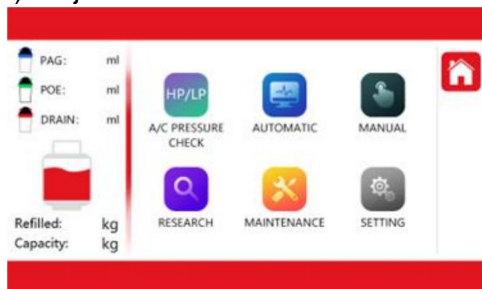 PAG: ml
POE: ml
DRAIN: ml
Refilled: kg
Capacity: kg
HP/LP
A/C PRESSURE
CHECK
AUTOMATIC
MANUAL
RESEARCH
MAINTENANCE
SETTING